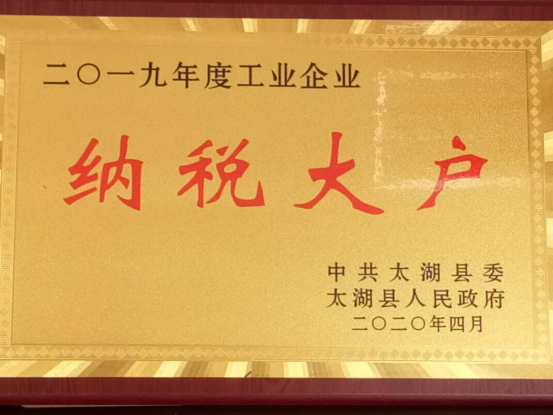 二〇一九年度工业企业
纳税大户
中共太湖县委
太湖县人民政府
二〇二〇年四月